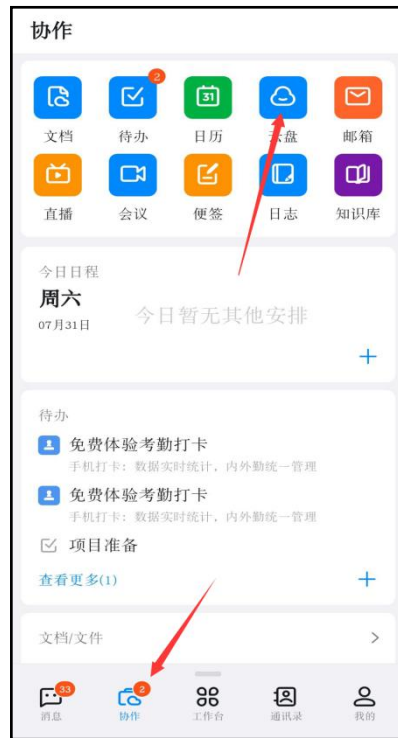 协作
2
31
文档 待办 日历 云盘 邮箱
直播 会议 便签 日志 知识库
今日日程
周六
07月31日
今日暂无其他安排
待办
免费体验考勤打卡
手机打卡：数据实时统计，内外勤统一管理
免费体验考勤打卡
手机打卡：数据实时统计，内外勤统一管理
项目准备
查看更多(1)
文档/文件
33 2
消息 协作 工作台 通讯录 我的